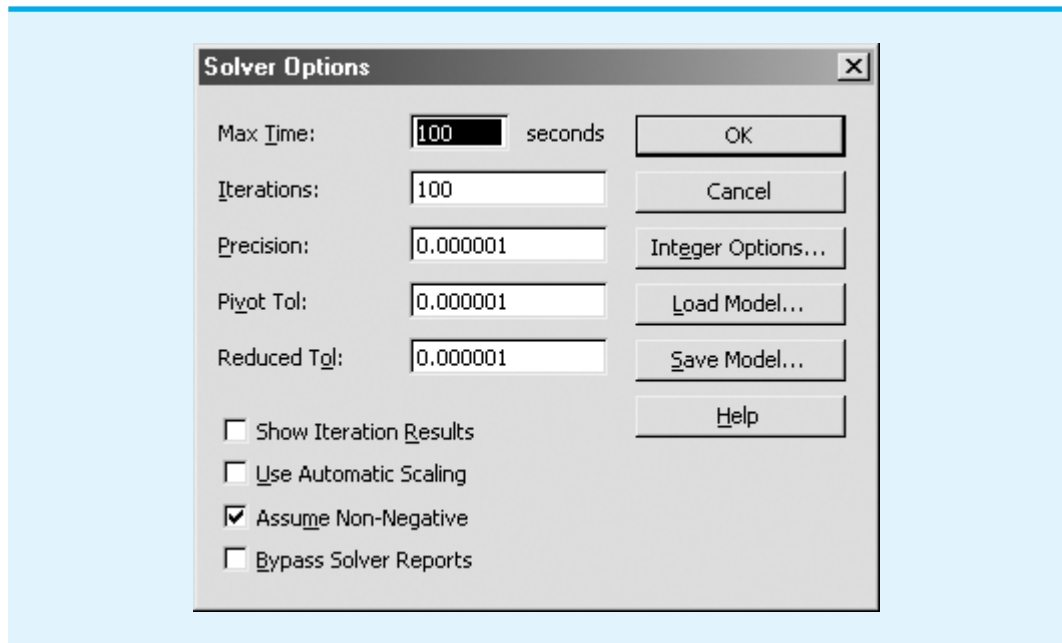 Solver Options
Max Time: 100 seconds
OK
Iterations: 100
Cancel
Precision: 0.000001
Integer Options...
Pivot Tol: 0.000001
Load Model...
Reduced Tol: 0.000001
Save Model...
Help
Show Iteration Results
Use Automatic Scaling
Assume Non-Negative
Bypass Solver Reports